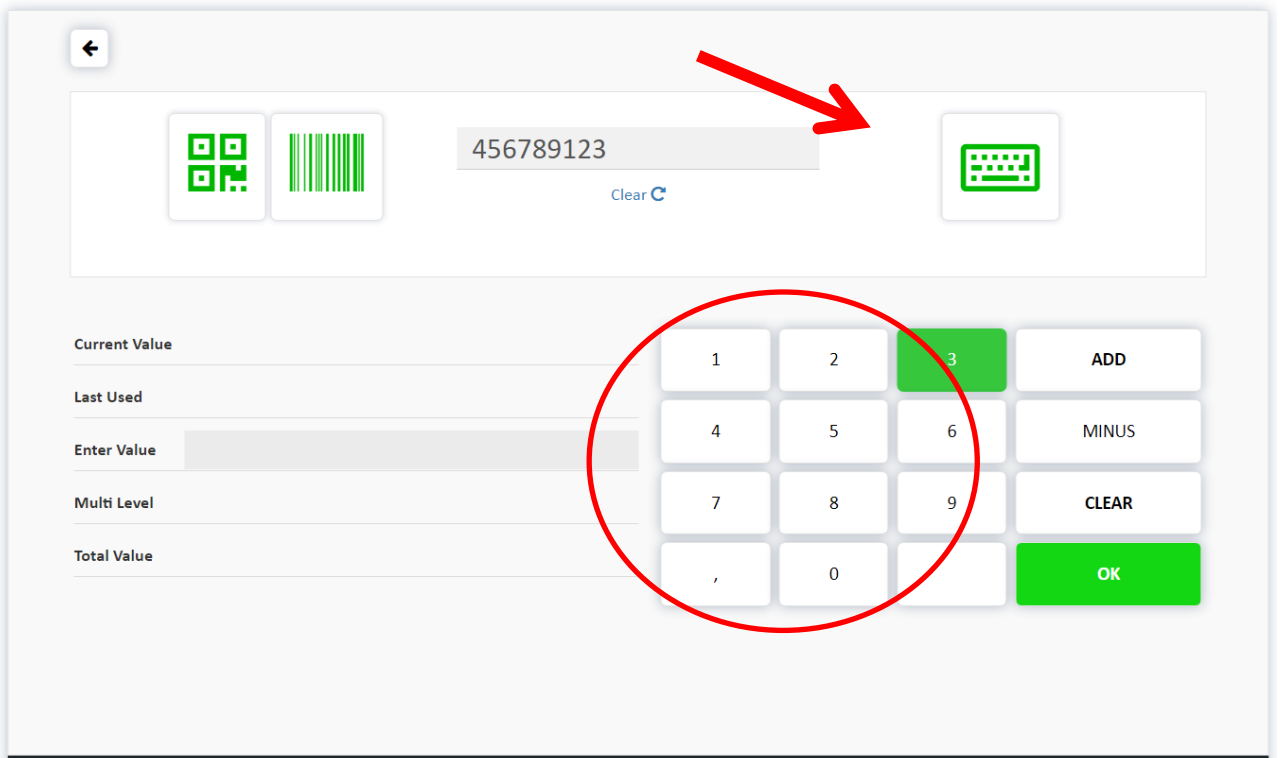 456789123
Clear
Current Value
Last Used
Enter Value
Multi Level
Total Value
1 2 3 ADD
4 5 6 MINUS
7 8 9 CLEAR
, 0 OK